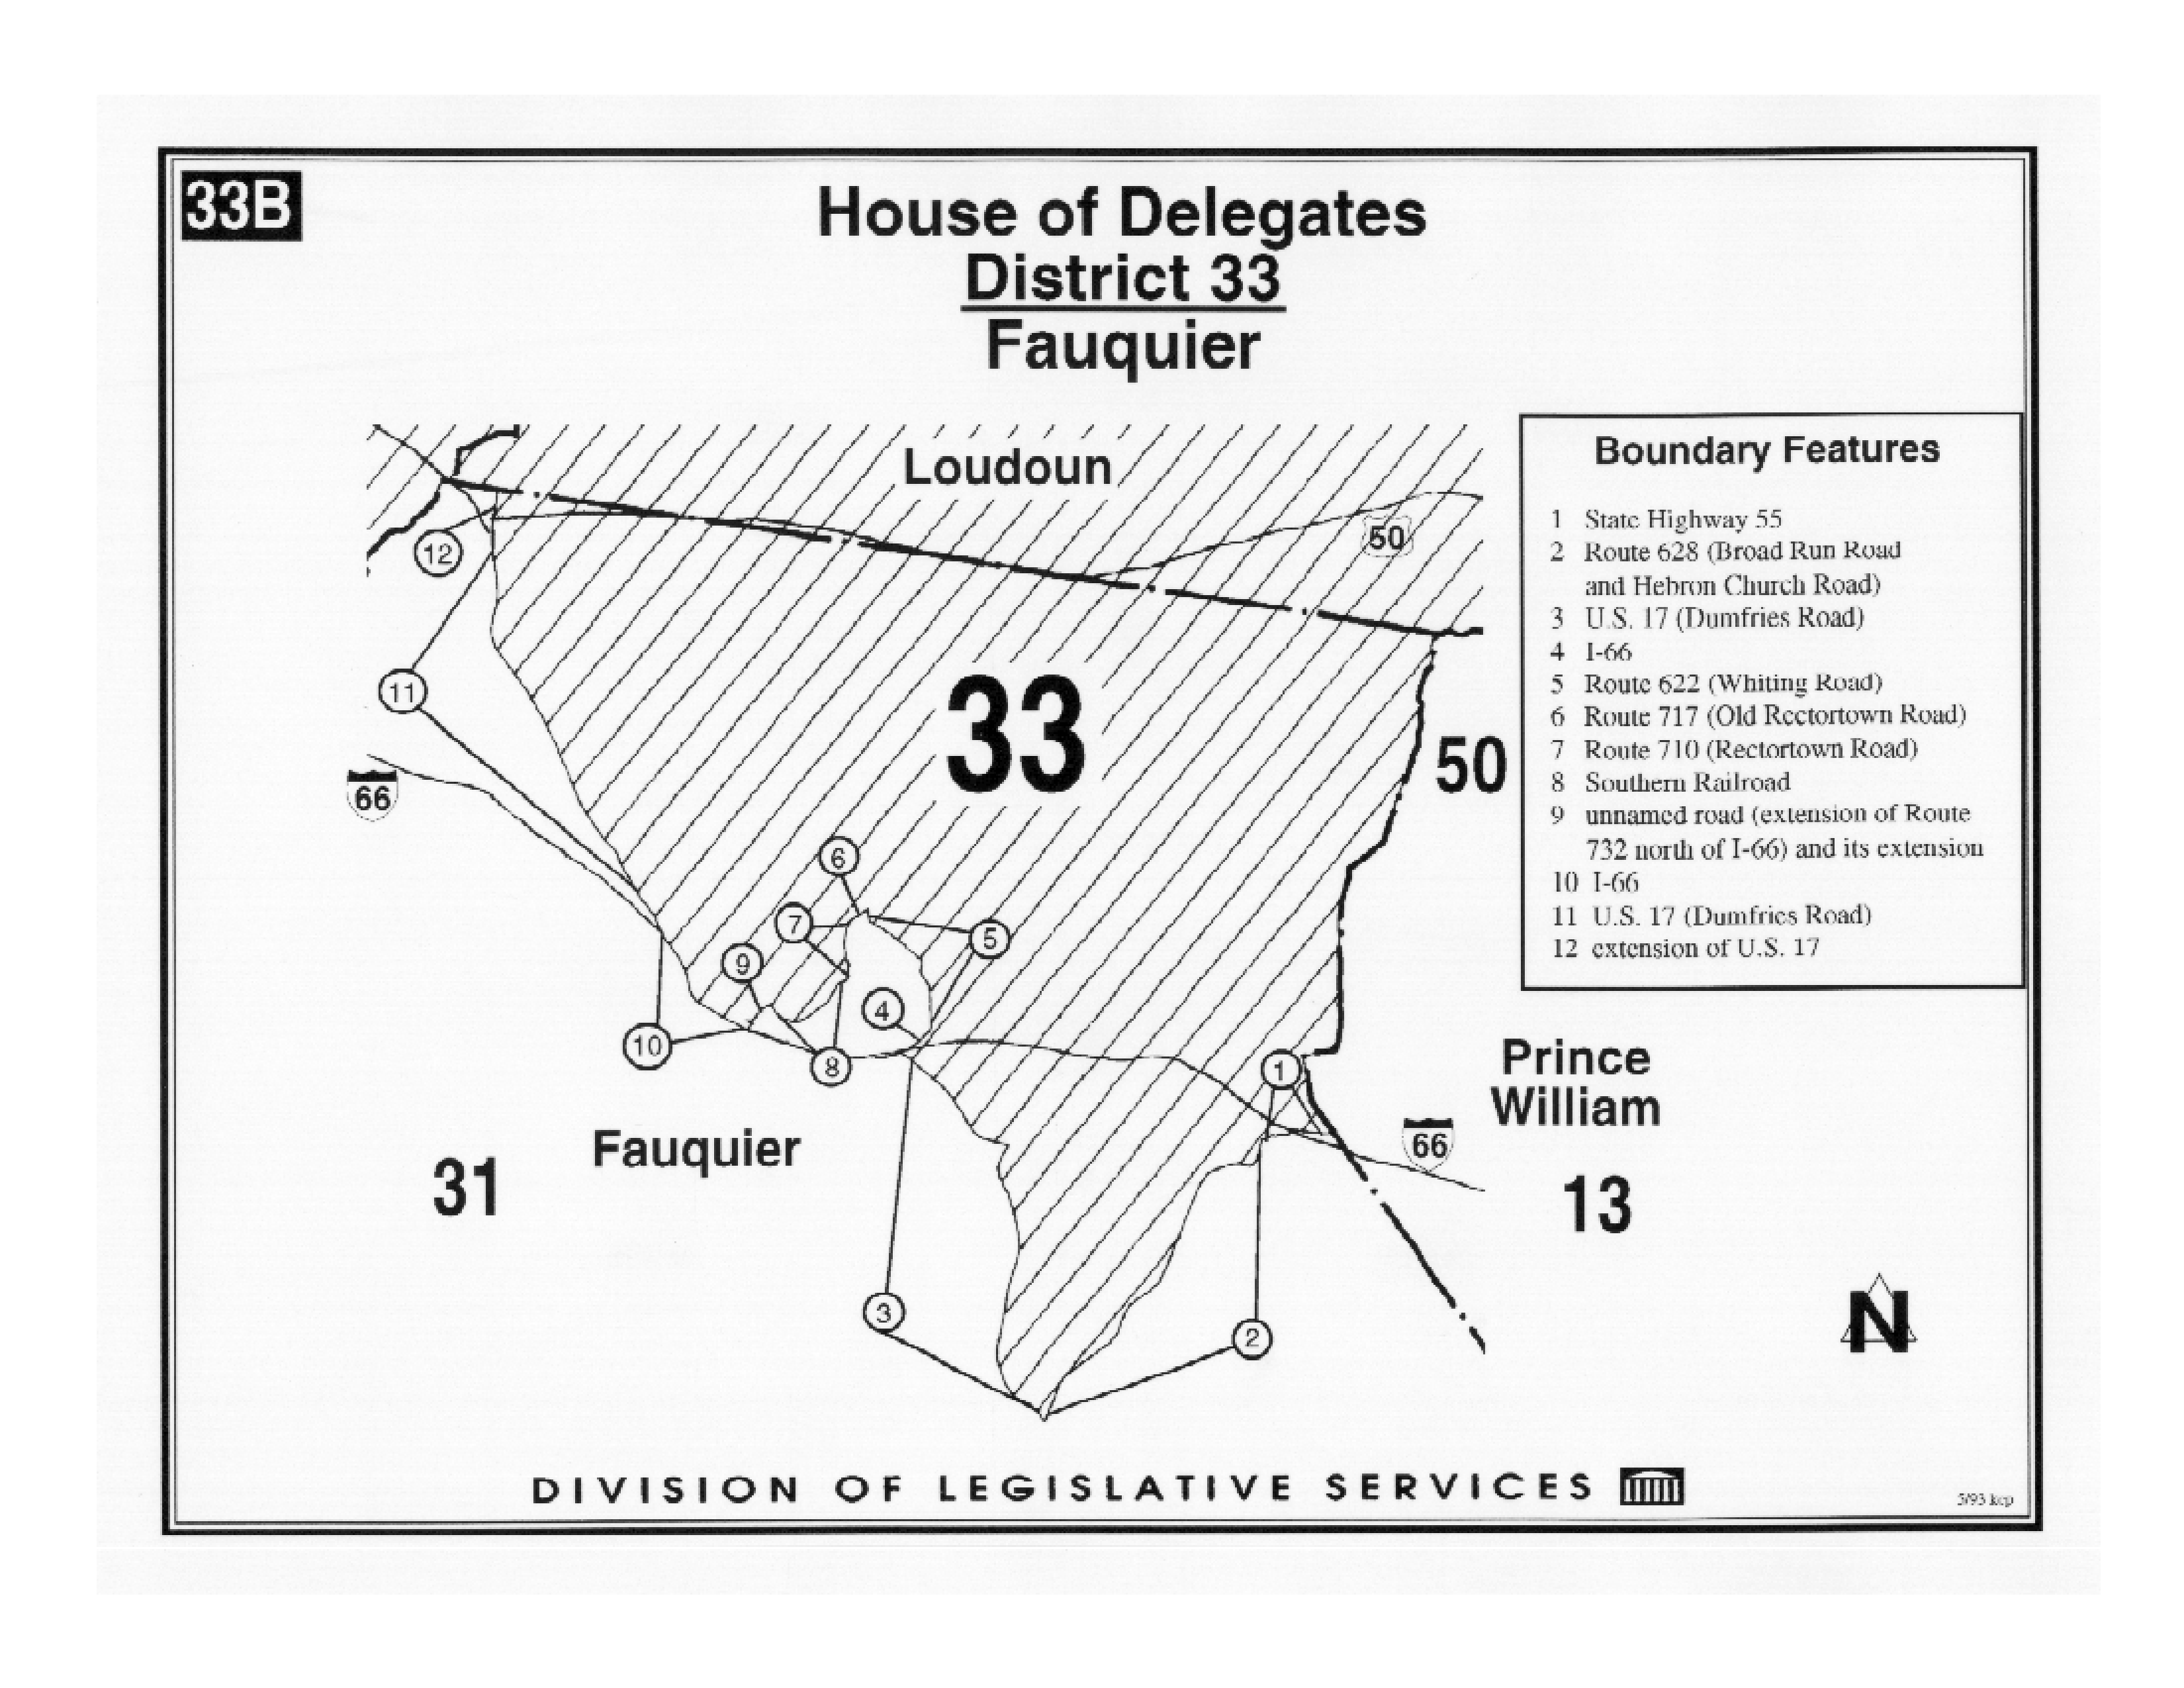 33B
House of Delegates
District 33
Fauquier
Loudoun
50
12
11
33
50
66
6
7
5
9
4
10
8
1
Fauquier
31
Prince
William
66
13
3
2
N
Boundary Features
1 State Highway 55
2 Route 628 (Broad Run Road
and Hebron Church Road)
3 U.S. 17 (Dumfries Road)
4 I-66
5 Route 622 (Whiting Road)
6 Route 717 (Old Rectortown Road)
7 Route 710 (Rectortown Road)
8 Southern Railroad
9 unnamed road (extension of Route
732 north of I-66) and its extension
10 I-66
11 U.S. 17 (Dumfries Road)
12 extension of U.S. 17
DIVISION OF LEGISLATIVE SERVICES
5/93 kcp